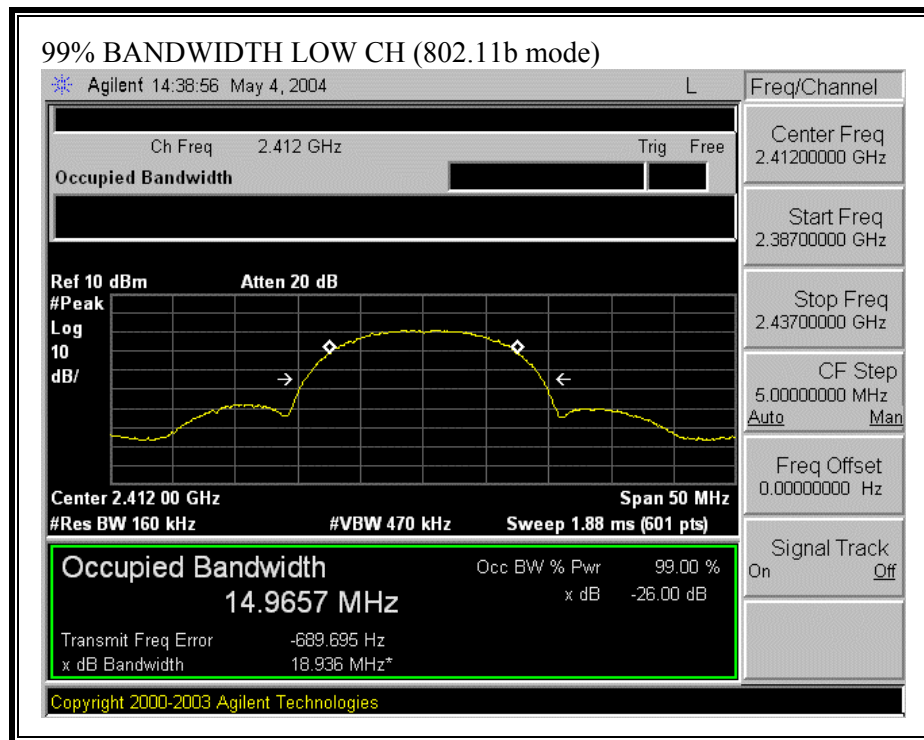 99% BANDWIDTH LOW CH (802.11b mode)
Agilent 14:38:56 May 4, 2004 L
Freq/Channel
Ch Freq 2.412 GHz Trig Free
Occupied Bandwidth
Center Freq
2.41200000 GHz
Start Freq
2.38700000 GHz
Stop Freq
2.43700000 GHz
CF Step
5.00000000 MHz
Auto Man
Freq Offset
0.00000000 Hz
Signal Track
On Off
Ref 10 dBm Atten 20 dB
#Peak
Log
10
dB/
Center 2.412 00 GHz Span 50 MHz
#Res BW 160 kHz #VBW 470 kHz Sweep 1.88 ms (601 pts)
Occupied Bandwidth Occ BW % Pwr 99.00 %
14.9657 MHz x dB -26.00 dB
Transmit Freq Error -689.695 Hz
x dB Bandwidth 18.936 MHz*
Copyright 2000-2003 Agilent Technologies